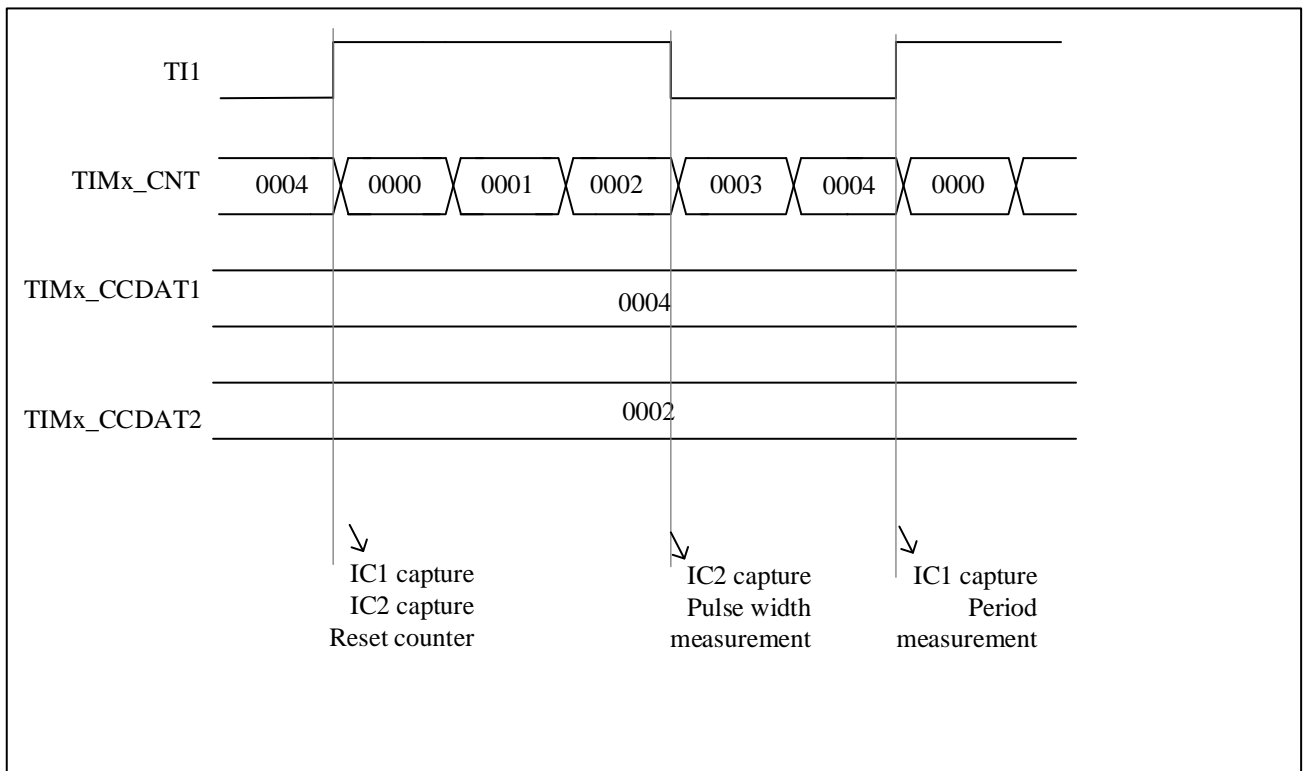 TI1
TIMx_CNT
0004 0000 0001 0002 0003 0004 0000
TIMx_CCDAT1
0004
TIMx_CCDAT2
0002
IC1 capture
IC2 capture
Reset counter
IC2 capture
Pulse width
measurement
IC1 capture
Period
measurement